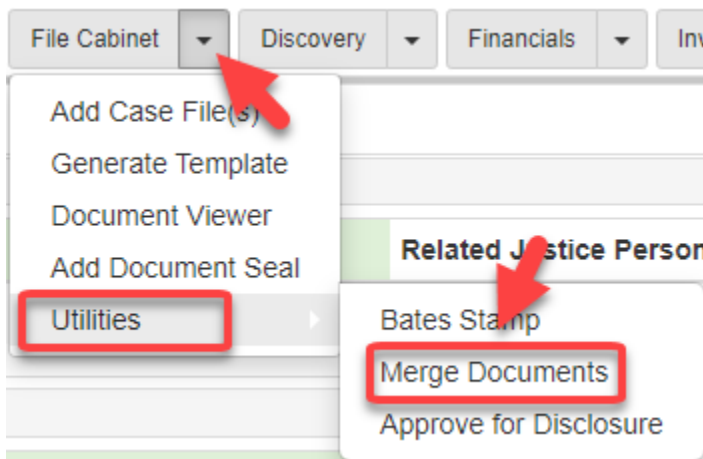 File Cabinet Discovery Financials
Add Case File(s)
Generate Template
Document Viewer
Add Document Seal
Utilities
Related Justice Person
Bates Stamp
Merge Documents
Approve for Disclosure